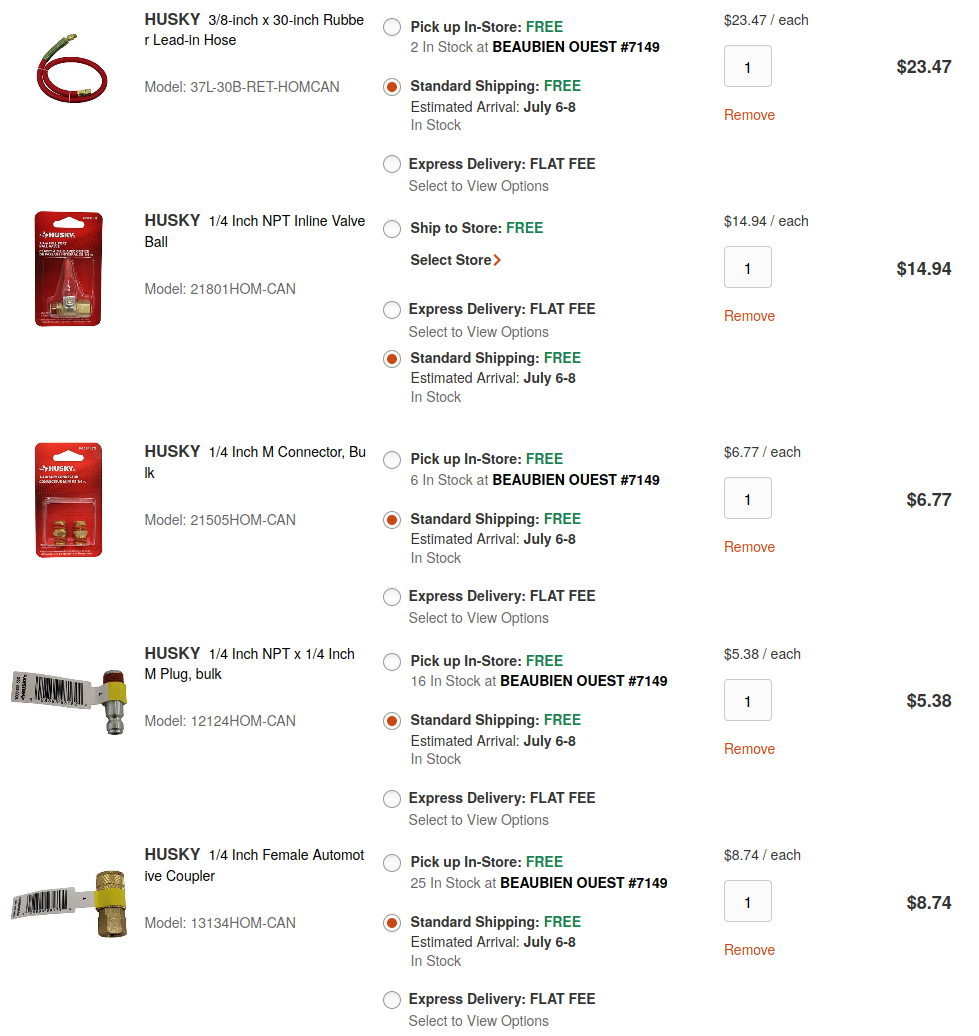 HUSKY 3/8-inch x 30-inch Rubbe
r Lead-in Hose
Model: 37L-30B-RET-HOMCAN
Pick up In-Store: FREE
2 In Stock at BEAUBIEN OUEST #7149
Standard Shipping: FREE
Estimated Arrival: July 6-8
In Stock
Express Delivery: FLAT FEE
Select to View Options
$23.47 / each
1
Remove
$23.47
HUSKY
HUSKY 1/4 Inch NPT Inline Valve
Ball
Model: 21801HOM-CAN
Ship to Store: FREE
Select Store
Express Delivery: FLAT FEE
Select to View Options
Standard Shipping: FREE
Estimated Arrival: July 6-8
In Stock
$14.94 / each
1
Remove
$14.94
HUSKY
HUSKY 1/4 Inch M Connector, Bu
lk
Model: 21505HOM-CAN
Pick up In-Store: FREE
6 In Stock at BEAUBIEN OUEST #7149
Standard Shipping: FREE
Estimated Arrival: July 6-8
In Stock
Express Delivery: FLAT FEE
Select to View Options
$6.77 / each
1
Remove
$6.77
HUSKY 1/4 Inch NPT x 1/4 Inch
M Plug, bulk
Model: 12124HOM-CAN
Pick up In-Store: FREE
16 In Stock at BEAUBIEN OUEST #7149
Standard Shipping: FREE
Estimated Arrival: July 6-8
In Stock
Express Delivery: FLAT FEE
Select to View Options
$5.38 / each
1
Remove
$5.38
HUSKY 1/4 Inch Female Automot
ive Coupler
Model: 13134HOM-CAN
Pick up In-Store: FREE
25 In Stock at BEAUBIEN OUEST #7149
Standard Shipping: FREE
Estimated Arrival: July 6-8
In Stock
Express Delivery: FLAT FEE
Select to View Options
$8.74 / each
1
Remove
$8.74